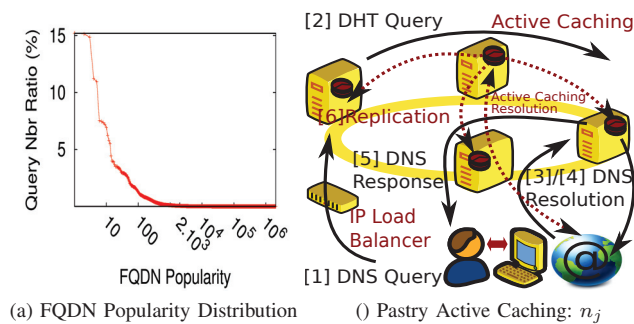 Query Nbr Ratio (%)
15
10
5
10
100
2.10³
10⁴
10⁵
10⁶
FQDN Popularity
(a) FQDN Popularity Distribution
[2] DHT Query
Active Caching
Active Caching
Resolution
[6]Replication
[5] DNS
Response
[3]/[4] DNS
Resolution
IP Load
Balancer
[1] DNS Query
@
() Pastry Active Caching: nⱼ